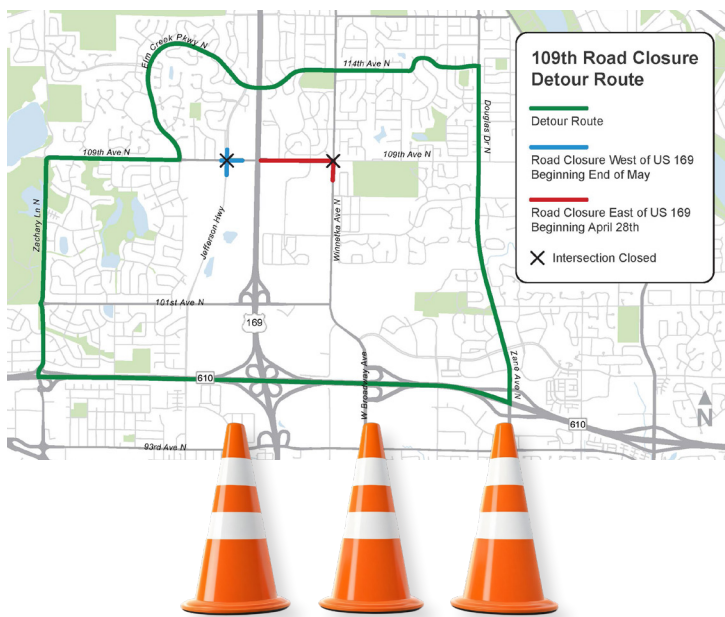 109th Road Closure
Detour Route
Detour Route
Road Closure West of US 169
Beginning End of May
Road Closure East of US 169
Beginning April 28th
Intersection Closed
Elm Creek Pkwy N
114th Ave N
Douglas Dr N
109th Ave N
109th Ave N
Zachary Ln N
Jefferson Hwy
Winnetka Ave N
101st Ave N
169
Zane Ave N
W Broadway Ave
610
610
N
93rd Ave N